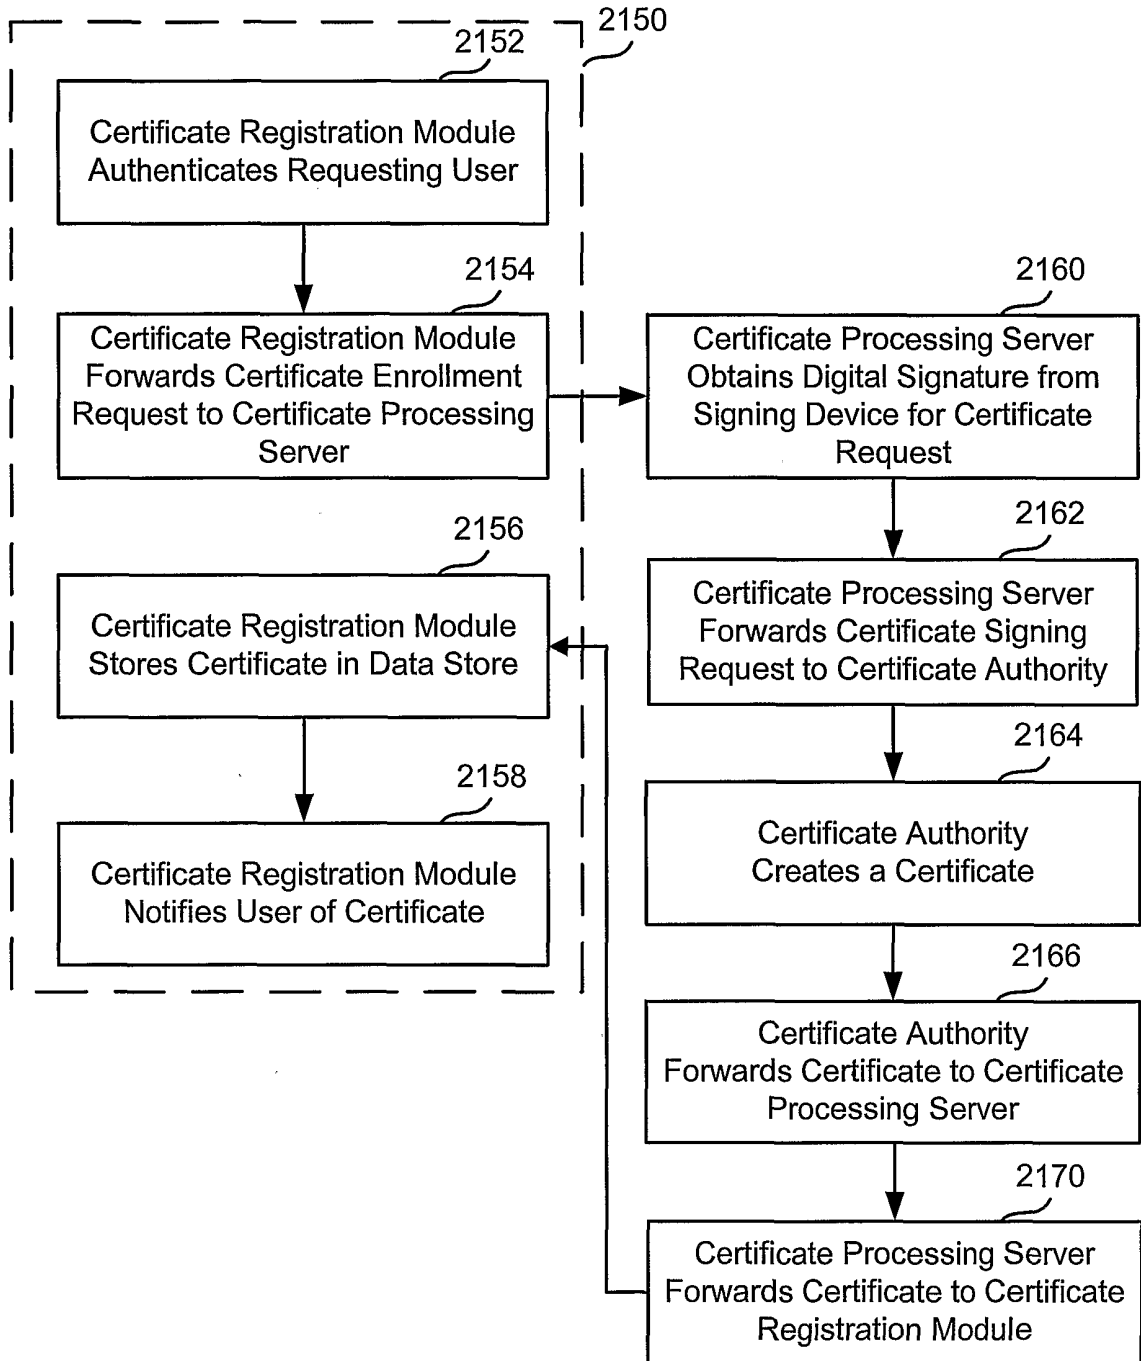 2150
2152
Certificate Registration Module
Authenticates Requesting User
2154
Certificate Registration Module
Forwards Certificate Enrollment
Request to Certificate Processing
Server
2156
Certificate Registration Module
Stores Certificate in Data Store
2158
Certificate Registration Module
Notifies User of Certificate
2160
Certificate Processing Server
Obtains Digital Signature from
Signing Device for Certificate
Request
2162
Certificate Processing Server
Forwards Certificate Signing
Request to Certificate Authority
2164
Certificate Authority
Creates a Certificate
2166
Certificate Authority
Forwards Certificate to Certificate
Processing Server
2170
Certificate Processing Server
Forwards Certificate to Certificate
Registration Module